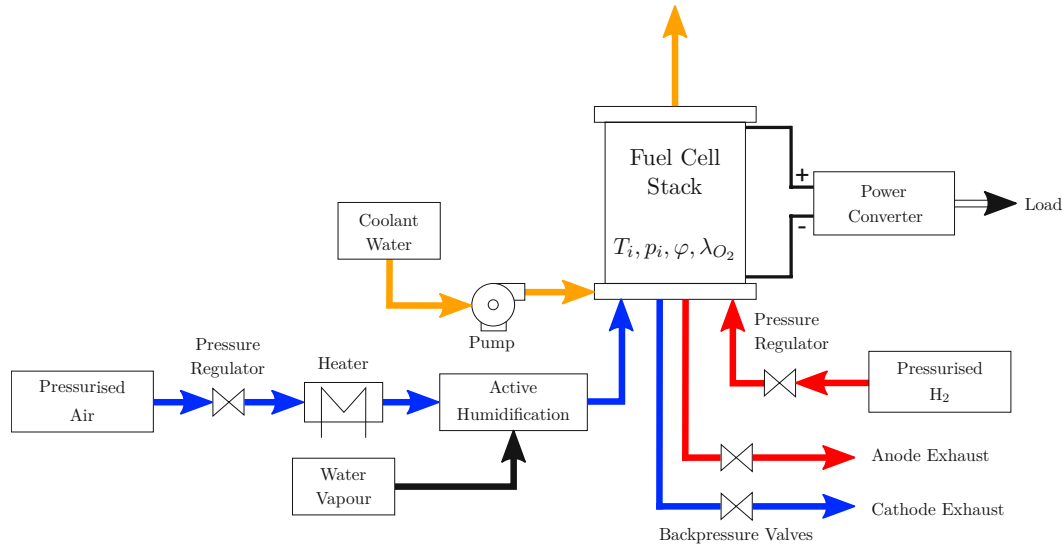 Fuel Cell
Stack
T_i, p_i, φ, λ_{O_2}
+
-
Power
Converter
Load
Coolant
Water
Pump
Pressure
Regulator
Heater
Pressurised
Air
Active
Humidification
Water
Vapour
Pressure
Regulator
Pressurised
H₂
Anode Exhaust
Cathode Exhaust
Backpressure Valves